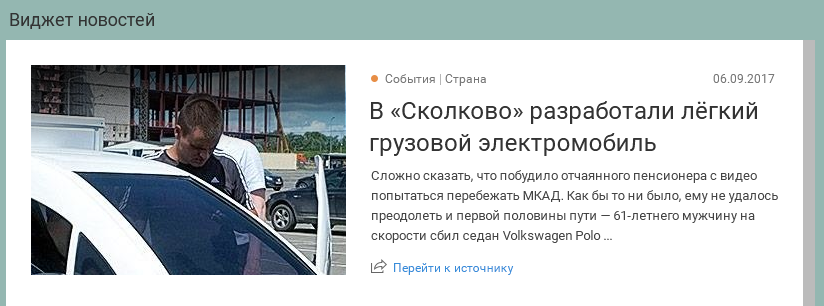 Виджет новостей
События | Страна
06.09.2017
В «Сколково» разработали лёгкий
грузовой электромобиль
Сложно сказать, что побудило отчаянного пенсионера с видео
попытаться перебежать МКАД. Как бы то ни было, ему не удалось
преодолеть и первой половины пути — 61-летнего мужчину на
скорости сбил седан Volkswagen Polo ...
Перейти к источнику